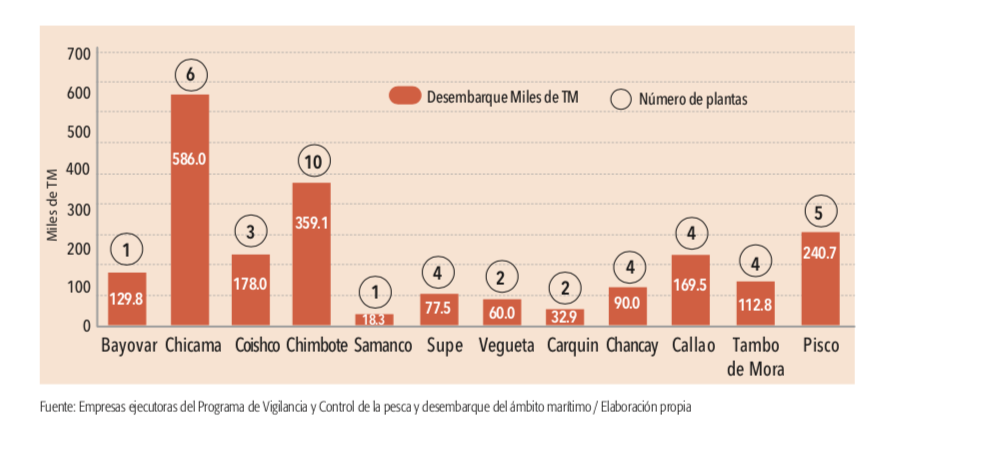 700
600
500
400
300
200
100
0
Miles de TM
Desembarque Miles de TM
Número de plantas
1
6
3
10
1
4
2
2
4
4
4
5
129.8
586.0
178.0
359.1
18.3
77.5
60.0
32.9
90.0
169.5
112.8
240.7
Bayovar
Chicama
Coishco
Chimbote
Samanco
Supe
Vegueta
Carquin
Chancay
Callao
Tambo
de Mora
Pisco
Fuente: Empresas ejecutoras del Programa de Vigilancia y Control de la pesca y desembarque del ámbito marítimo / Elaboración propia